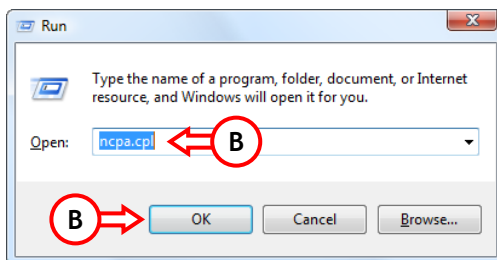 Run
Type the name of a program, folder, document, or Internet
resource, and Windows will open it for you.
Open: ncpa.cpl B
B OK Cancel Browse...